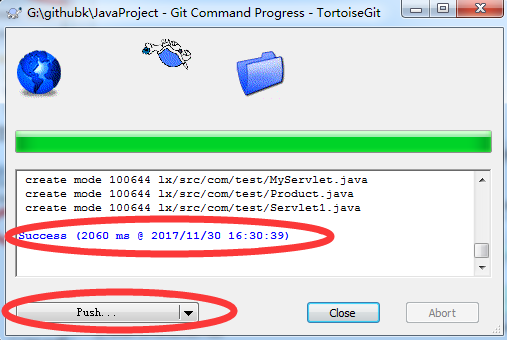 G:\githubk\JavaProject - Git Command Progress - TortoiseGit
create mode 100644 lx/src/com/test/MyServlet.java
create mode 100644 lx/src/com/test/Product.java
create mode 100644 lx/src/com/test/Servlet1.java
Success (2060 ms @ 2017/11/30 16:30:39)
Push...
Close
Abort